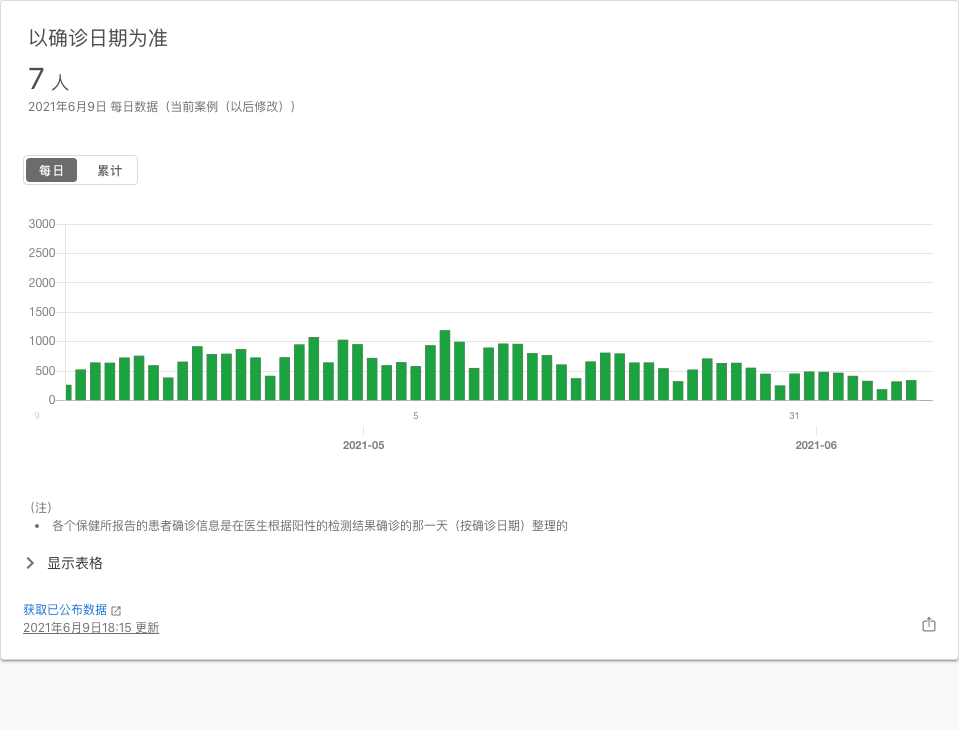 以确诊日期为准
7 人
2021年6月9日 每日数据（当前案例（以后修改））
每日 累计
3000
2500
2000
1500
1000
500
0
9 5 31
2021-05 2021-06
（注）
• 各个保健所报告的患者确诊信息是在医生根据阳性的检测结果确诊的那一天（按确诊日期）整理的
显示表格
获取已公布数据
2021年6月9日18:15 更新